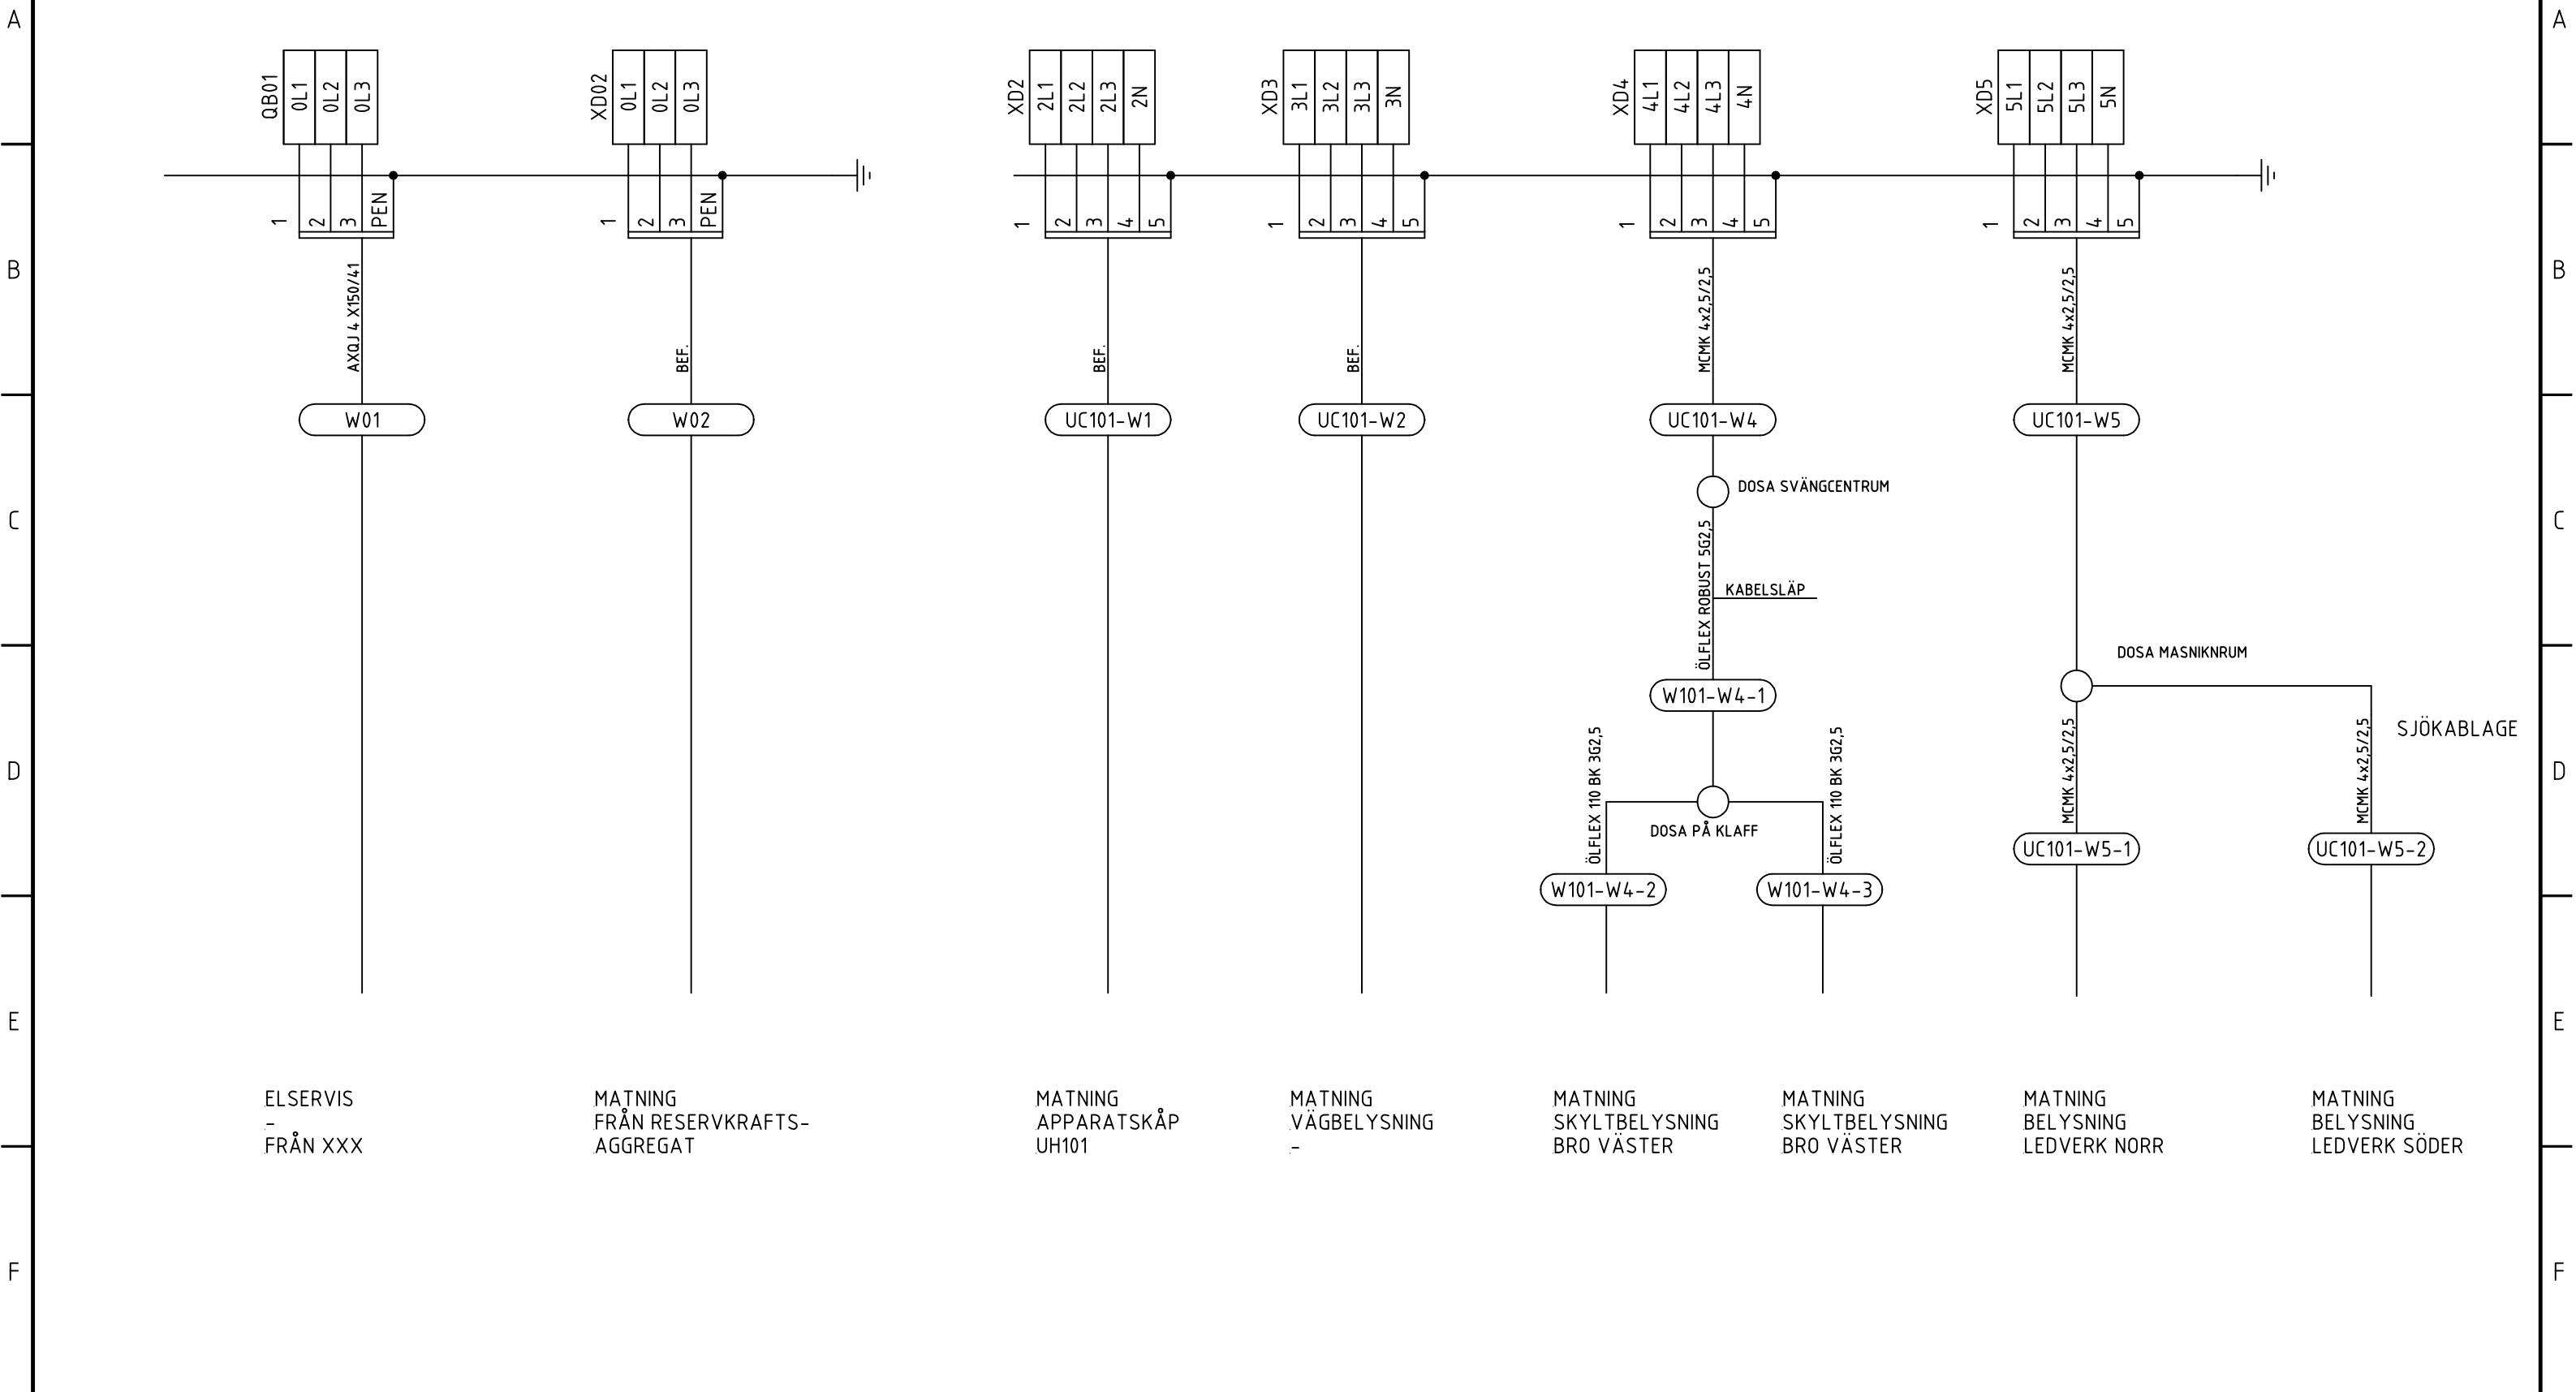 A
A
QB01
0L1
0L2
0L3
XD02
0L1
0L2
0L3
XD2
2L1
2L2
2L3
2N
XD3
3L1
3L2
3L3
3N
XD4
4L1
4L2
4L3
4N
XD5
5L1
5L2
5L3
5N
1
2
3
PEN
1
2
3
PEN
1
2
3
4
5
1
2
3
4
5
1
2
3
4
5
1
2
3
4
5
B
B
AXQJ 4 X150/41
BEF.
BEF.
BEF.
MCMK 4x2,5/2,5
MCMK 4x2,5/2,5
W01
W02
UC101-W1
UC101-W2
UC101-W4
UC101-W5
DOSA SVÄNGCENTRUM
C
C
ÖLFLEX ROBUST 5G2,5
KABELSLÄP
DOSA MASNIKNRUM
W101-W4-1
SJÖKABLAGE
D
D
ÖLFLEX 110 BK 3G2,5
ÖLFLEX 110 BK 3G2,5
MCMK 4x2,5/2,5
MCMK 4x2,5/2,5
DOSA PÅ KLAFF
UC101-W5-1
UC101-W5-2
W101-W4-2
W101-W4-3
E
E
ELSERVIS
-
FRÅN XXX
MATNING
FRÅN RESERVKRAFTS-
AGGREGAT
MATNING
APPARATSKÅP
UH101
MATNING
VÄGBELYSNING
-
MATNING
SKYLTBELYSNING
BRO VÄSTER
MATNING
SKYLTBELYSNING
BRO VÄSTER
MATNING
BELYSNING
LEDVERK NORR
MATNING
BELYSNING
LEDVERK SÖDER
F
F